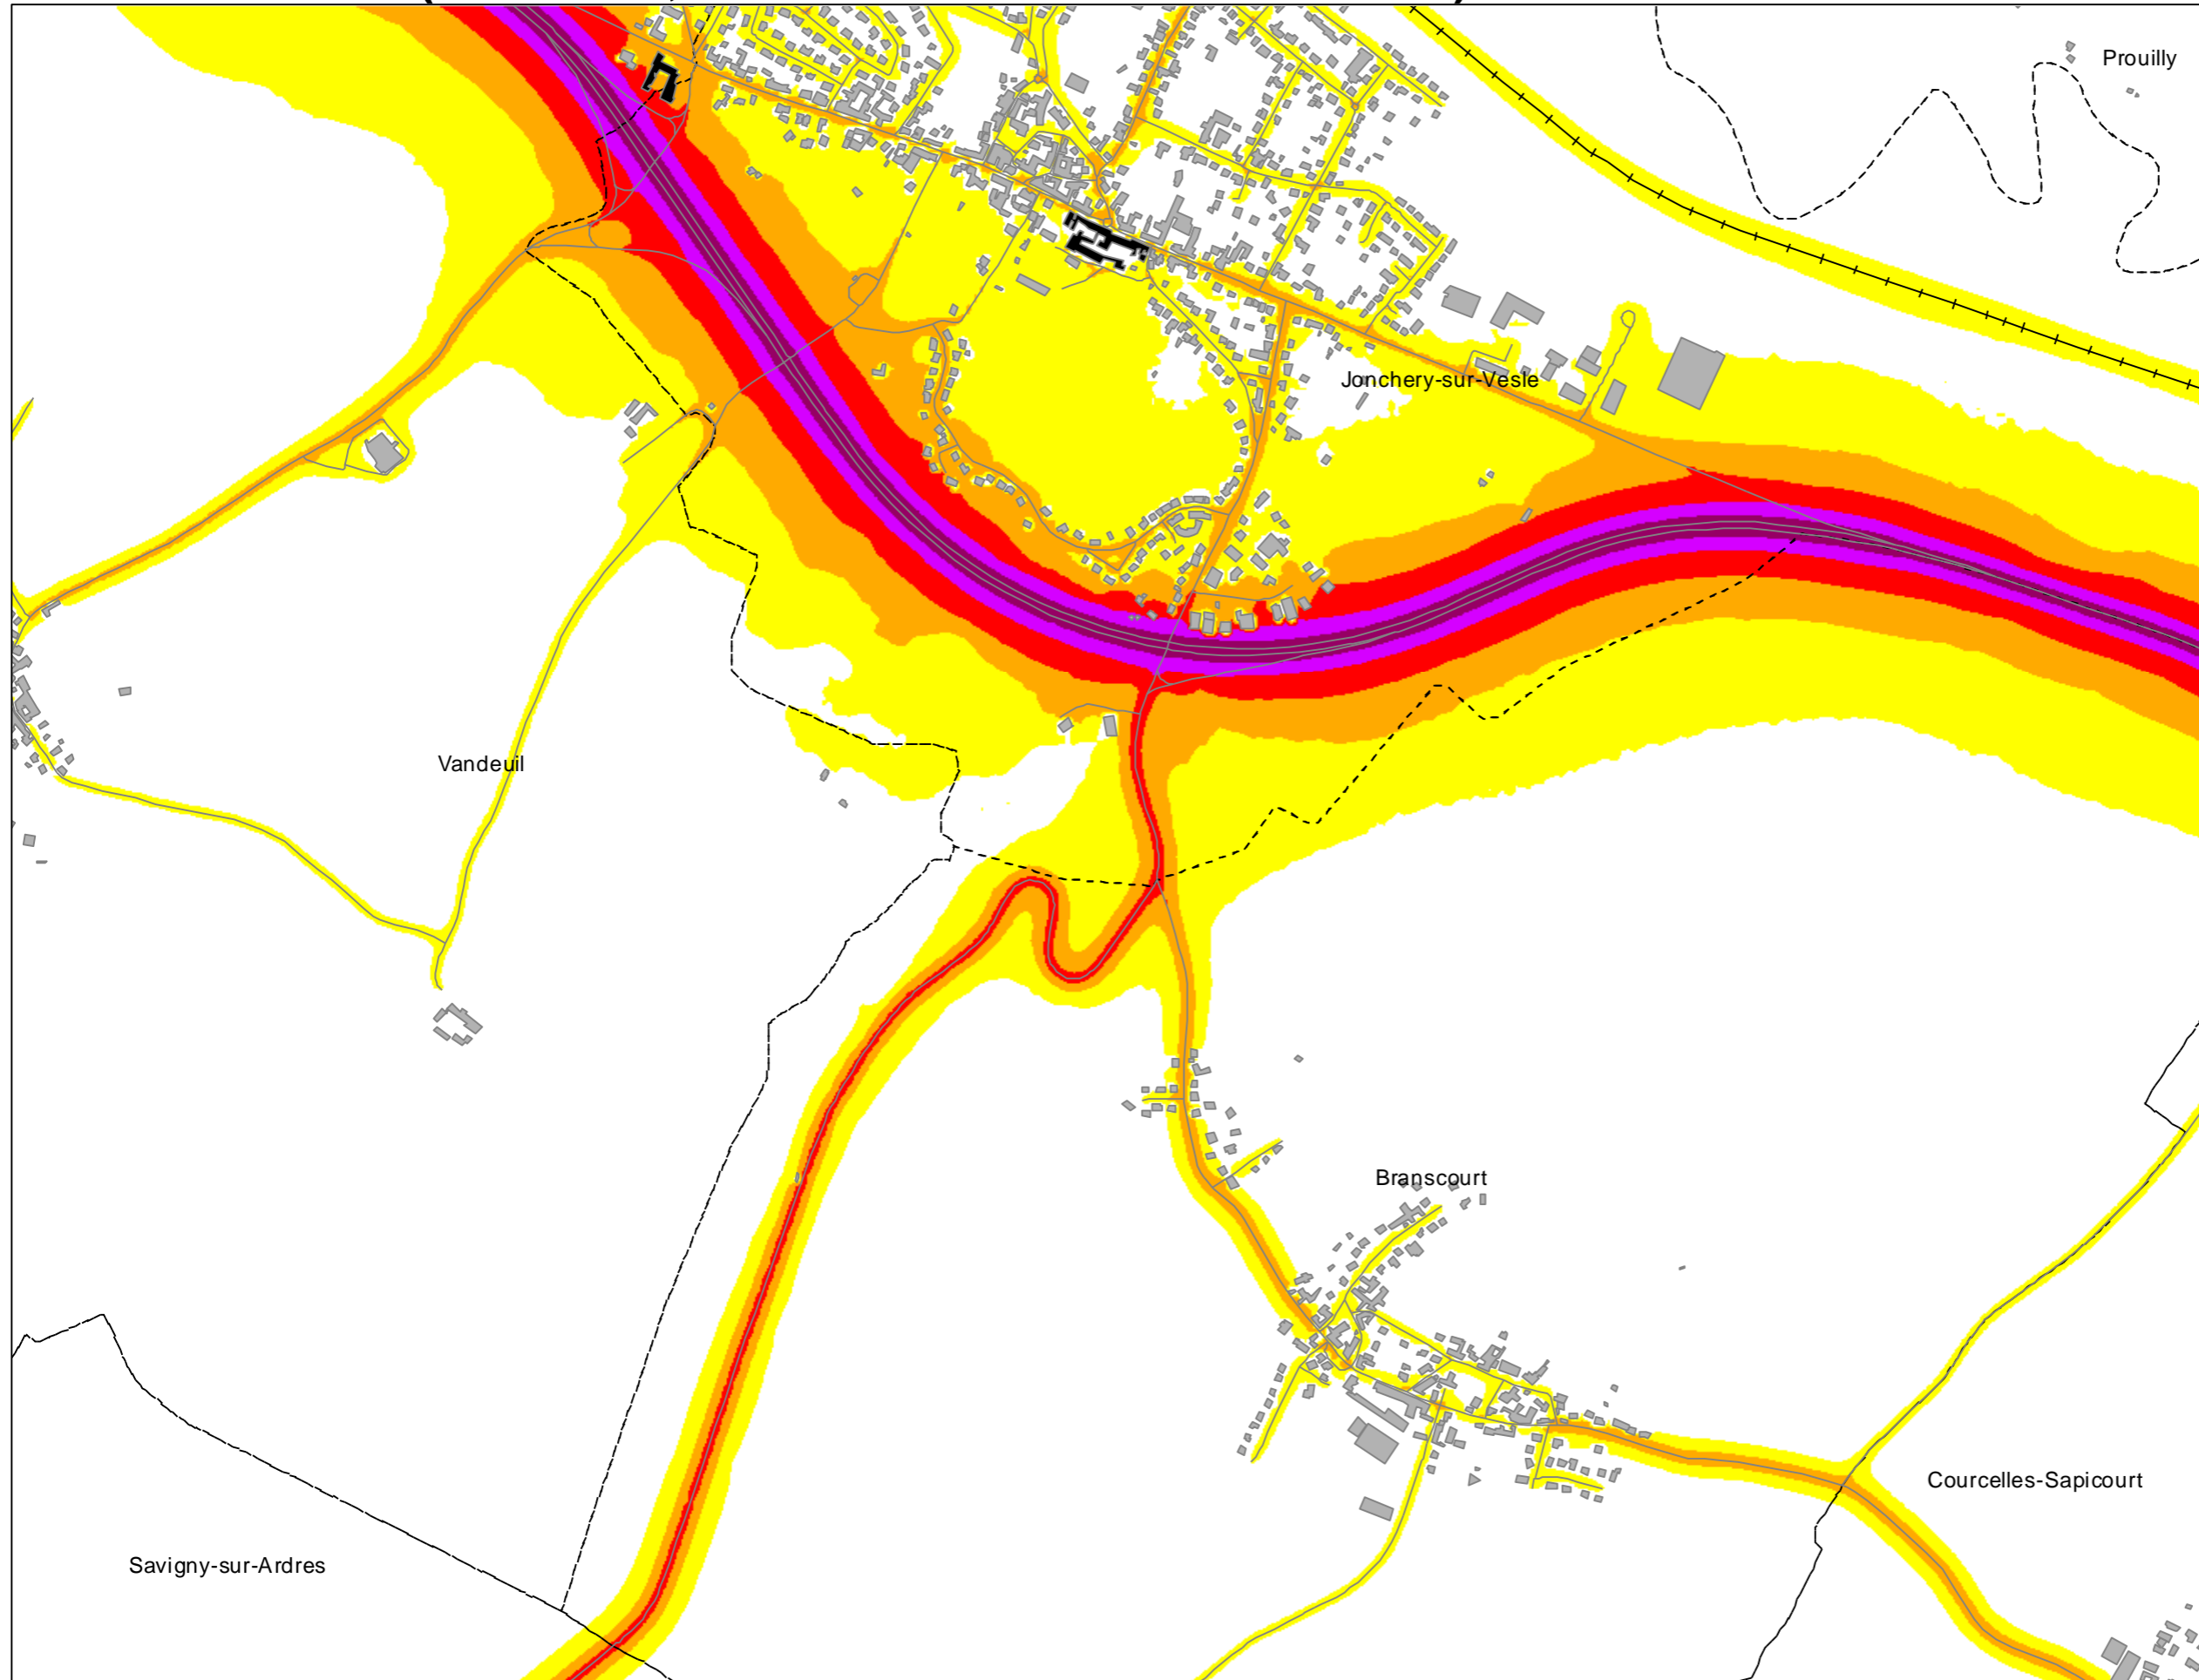 Prouilly
Jonchery-sur-Vesle
Vandeuil
Branscourt
Courcelles-Sapicourt
Savigny-sur-Ardres